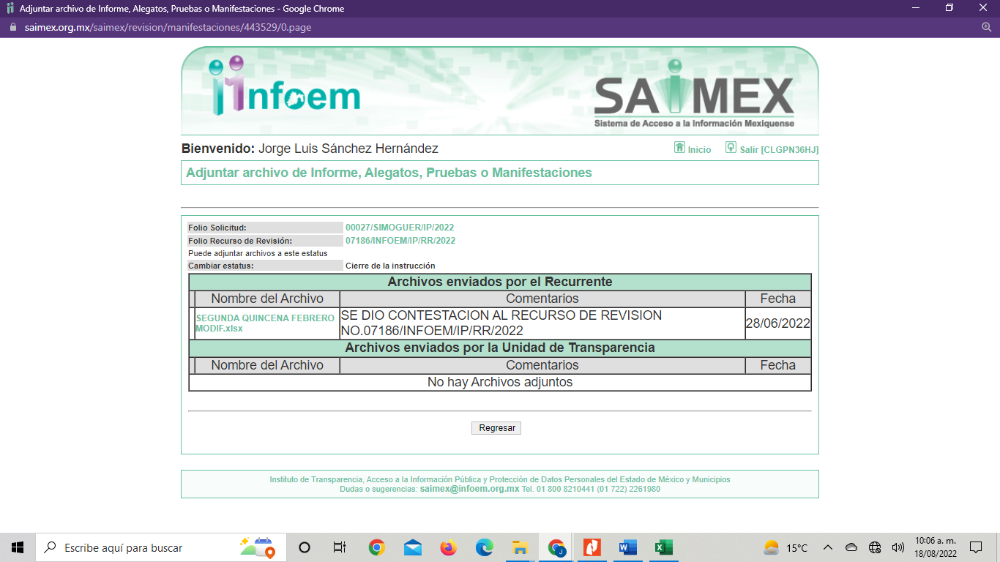 Adjuntar archivo de Informe, Alegatos, Pruebas o Manifestaciones - Google Chrome
saimex.org.mx/saimex/revision/manifestaciones/443529/0.page
infoem
SAIMEX
Sistema de Acceso a la Información Mexiquense
Bienvenido: Jorge Luis Sánchez Hernández
Inicio
Salir [CLGPN36HJ]
Adjuntar archivo de Informe, Alegatos, Pruebas o Manifestaciones
Folio Solicitud: 00027/SIMOGUER/IP/2022
Folio Recurso de Revisión: 07186/INFOEM/IP/RR/2022
Puede adjuntar archivos a este estatus
Cambiar estatus: Cierre de la instrucción
Archivos enviados por el Recurrente
Nombre del Archivo Comentarios Fecha
SEGUNDA QUINCENA FEBRERO
MODIF.xlsx
SE DIO CONTESTACION AL RECURSO DE REVISION
NO.07186/INFOEM/IP/RR/2022
28/06/2022
Archivos enviados por la Unidad de Transparencia
Nombre del Archivo Comentarios Fecha
No hay Archivos adjuntos
Regresar
Instituto de Transparencia, Acceso a la Información Pública y Protección de Datos Personales del Estado de México y Municipios
Dudas o sugerencias: saimex@infoem.org.mx Tel. 01 800 8210441 (01 722) 2261980
Escribe aquí para buscar
15°C
10:06 a. m.
18/08/2022